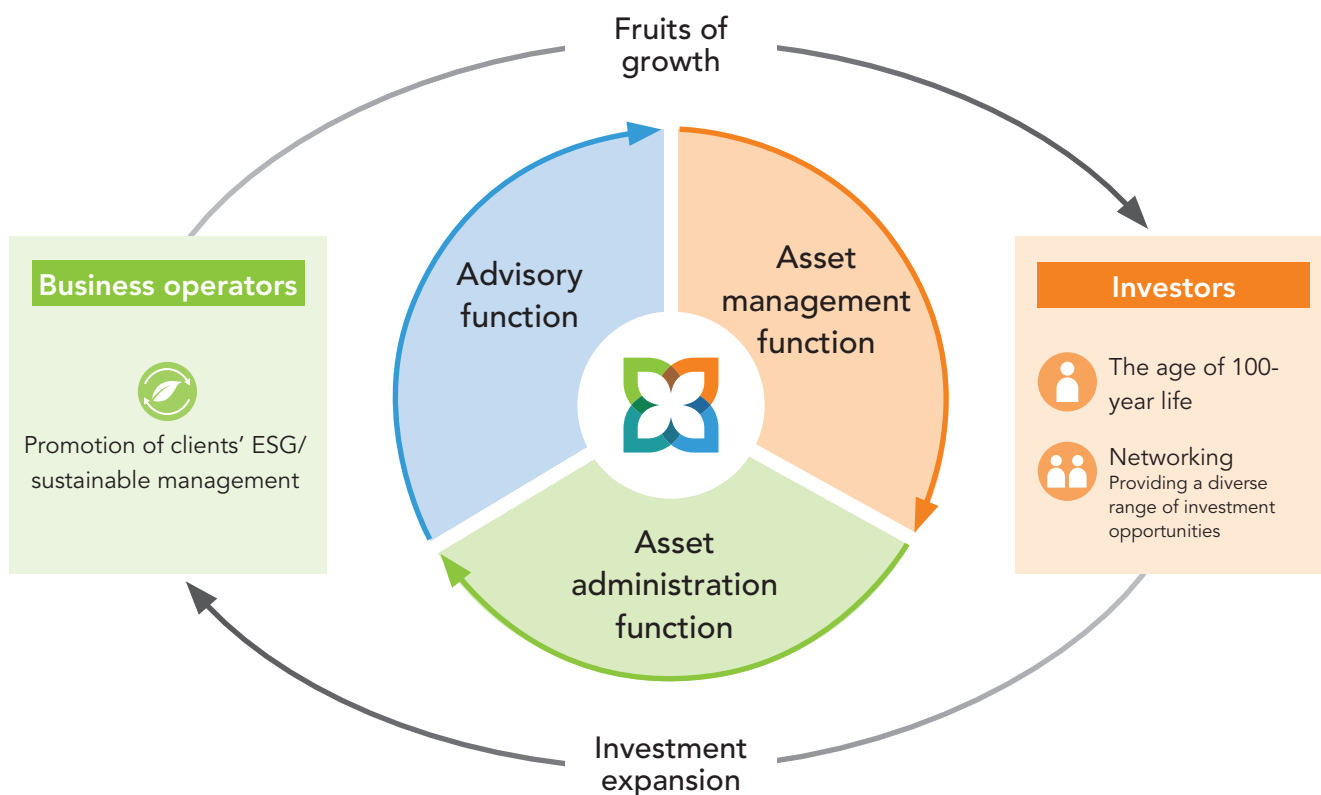 Fruits of
growth
Business operators
Promotion of clients’ ESG/
sustainable management
Advisory
function
Asset
management
function
Asset
administration
function
Investors
The age of 100-
year life
Networking
Providing a diverse
range of investment
opportunities
Investment
expansion